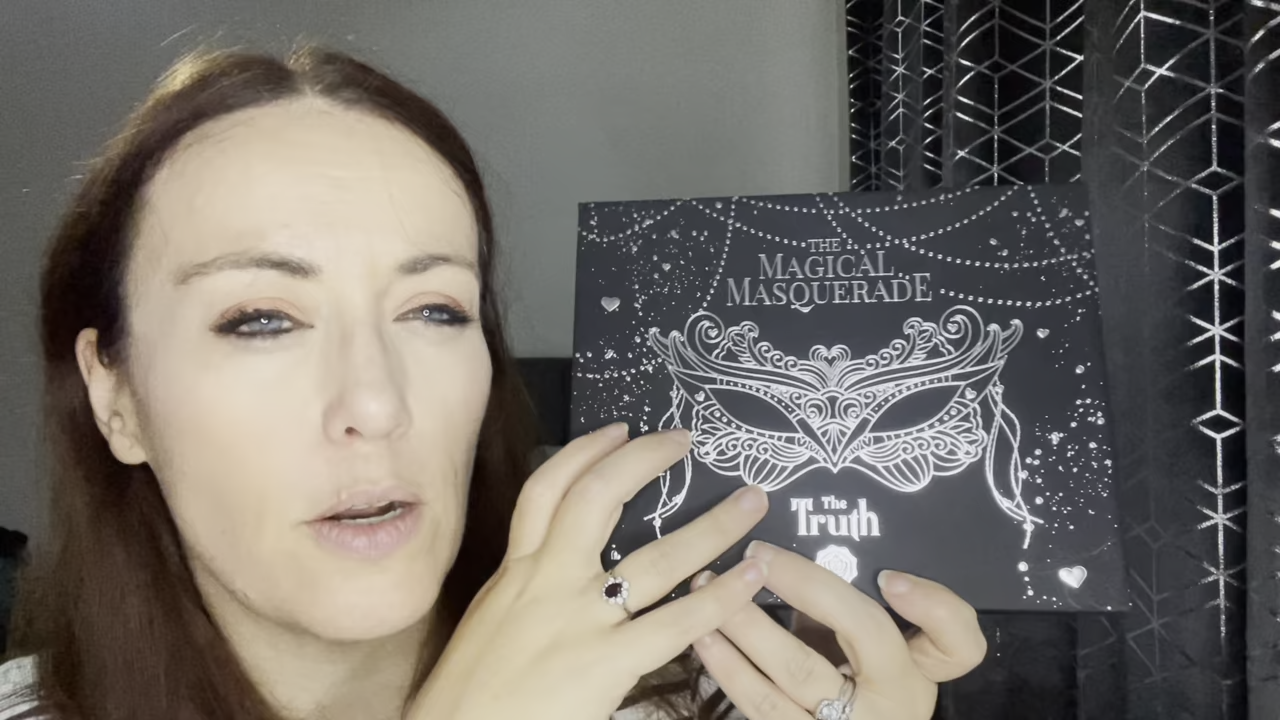 THE
MAGICAL
MASQUERADE
The
Truth